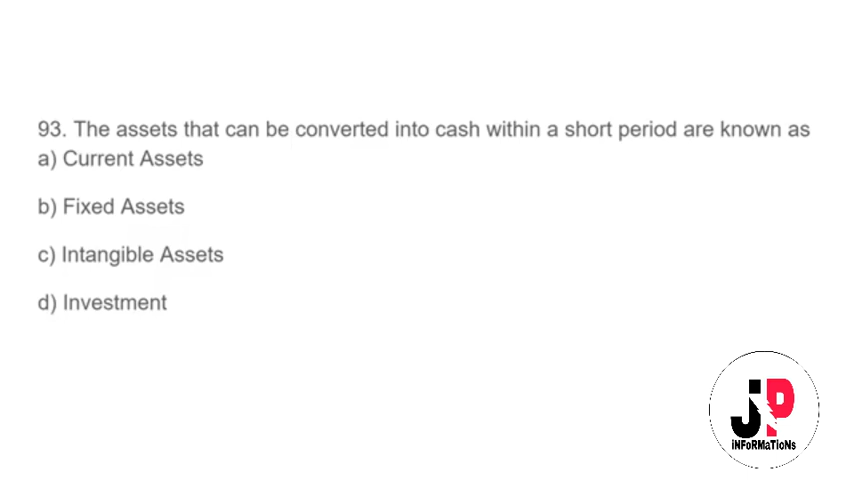 93. The assets that can be converted into cash within a short period are known as
a) Current Assets
b) Fixed Assets
c) Intangible Assets
d) Investment
JP
iNFoRMaTioNs